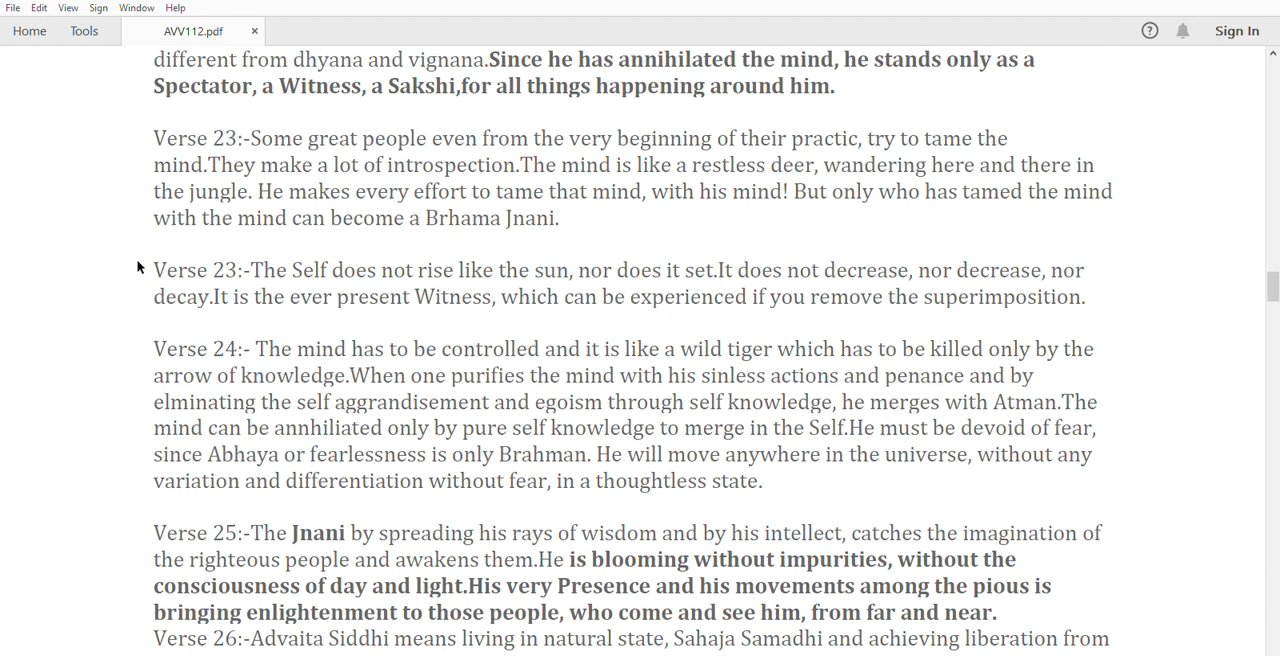 File Edit View Sign Window Help
Home Tools AVV112.pdf × ? Sign In
different from dhyana and vignana.Since he has annihilated the mind, he stands only as a
Spectator, a Witness, a Sakshi,for all things happening around him.
Verse 23:-Some great people even from the very beginning of their practic, try to tame the
mind.They make a lot of introspection.The mind is like a restless deer, wandering here and there in
the jungle. He makes every effort to tame that mind, with his mind! But only who has tamed the mind
with the mind can become a Brhama Jnani.
Verse 23:-The Self does not rise like the sun, nor does it set.It does not decrease, nor decrease, nor
decay.It is the ever present Witness, which can be experienced if you remove the superimposition.
Verse 24:- The mind has to be controlled and it is like a wild tiger which has to be killed only by the
arrow of knowledge.When one purifies the mind with his sinless actions and penance and by
elminating the self aggrandisement and egoism through self knowledge, he merges with Atman.The
mind can be annhiliated only by pure self knowledge to merge in the Self.He must be devoid of fear,
since Abhaya or fearlessness is only Brahman. He will move anywhere in the universe, without any
variation and differentiation without fear, in a thoughtless state.
Verse 25:-The Jnani by spreading his rays of wisdom and by his intellect, catches the imagination of
the righteous people and awakens them.He is blooming without impurities, without the
consciousness of day and light.His very Presence and his movements among the pious is
bringing enlightenment to those people, who come and see him, from far and near.
Verse 26:-Advaita Siddhi means living in natural state, Sahaja Samadhi and achieving liberation from